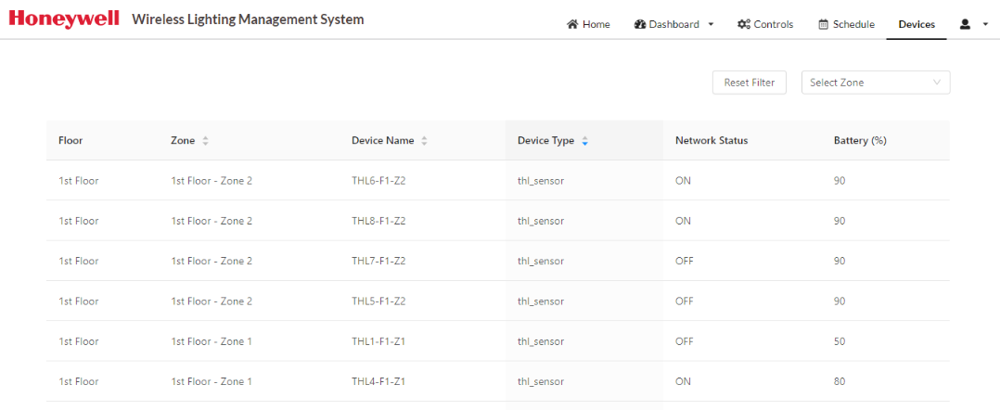 Honeywell Wireless Lighting Management System Home Dashboard Controls Schedule Devices
Reset Filter Select Zone
Floor Zone Device Name Device Type Network Status Battery (%)
1st Floor 1st Floor - Zone 2 THL6-F1-Z2 thl_sensor ON 90
1st Floor 1st Floor - Zone 2 THL8-F1-Z2 thl_sensor ON 90
1st Floor 1st Floor - Zone 2 THL7-F1-Z2 thl_sensor OFF 90
1st Floor 1st Floor - Zone 2 THL5-F1-Z2 thl_sensor OFF 90
1st Floor 1st Floor - Zone 1 THL1-F1-Z1 thl_sensor OFF 50
1st Floor 1st Floor - Zone 1 THL4-F1-Z1 thl_sensor ON 80